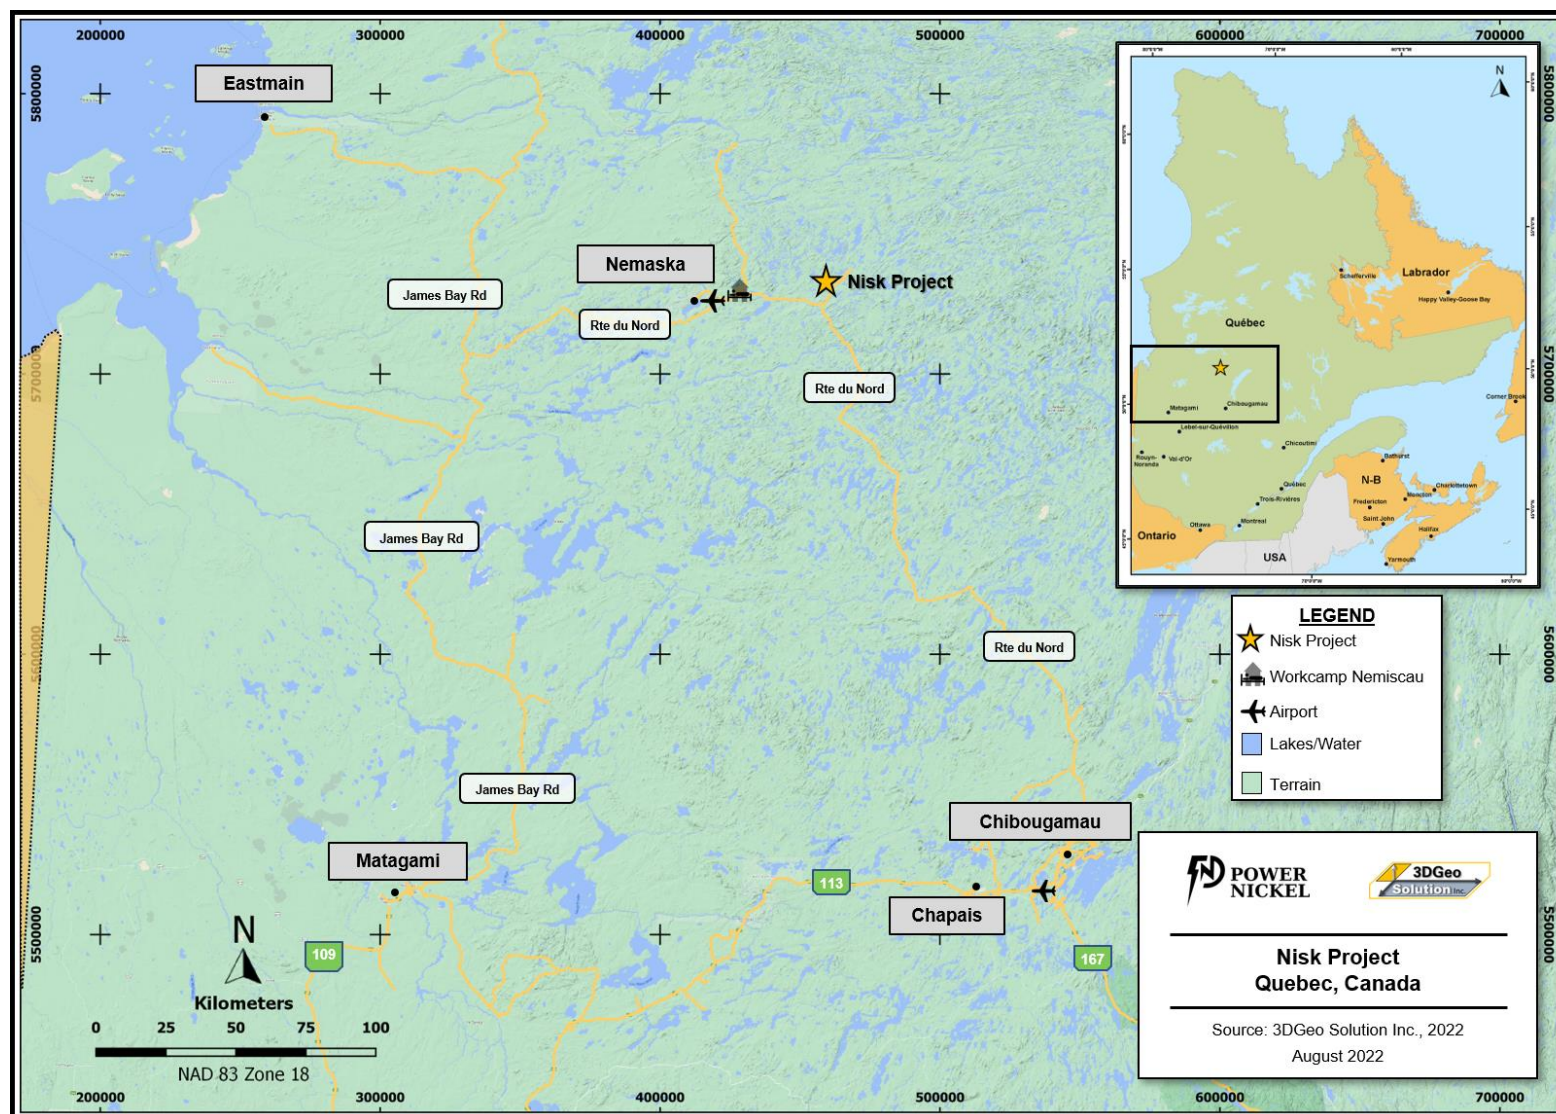 200000
300000
400000
500000
600000
700000
5800000
5700000
5600000
5500000
5800000
5700000
5600000
5500000
Eastmain
Nemaska
Nisk Project
James Bay Rd
Rte du Nord
Rte du Nord
James Bay Rd
Rte du Nord
James Bay Rd
Chibougamau
Matagami
113
Chapais
109
167
N
Kilometers
0 25 50 75 100
NAD 83 Zone 18
200000
300000
400000
500000
600000
700000
N
Schefferville
Labrador
Happy Valley-Goose Bay
Québec
Matagami
Chibougamau
Lebel-sur-Quévillon
Corner Brook
Rouyn-
Noranda
Val-d'Or
Chicoutimi
Bathurst
N-B
Québec
Trois-Rivières
Charlottetown
Moncton
Fredericton
Saint John
Ottawa
Montreal
Halifax
Ontario
USA
Yarmouth
LEGEND
Nisk Project
Workcamp Nemiscau
Airport
Lakes/Water
Terrain
POWER
NICKEL
3DGeo
Solution Inc.
Nisk Project
Quebec, Canada
Source: 3DGeo Solution Inc., 2022
August 2022